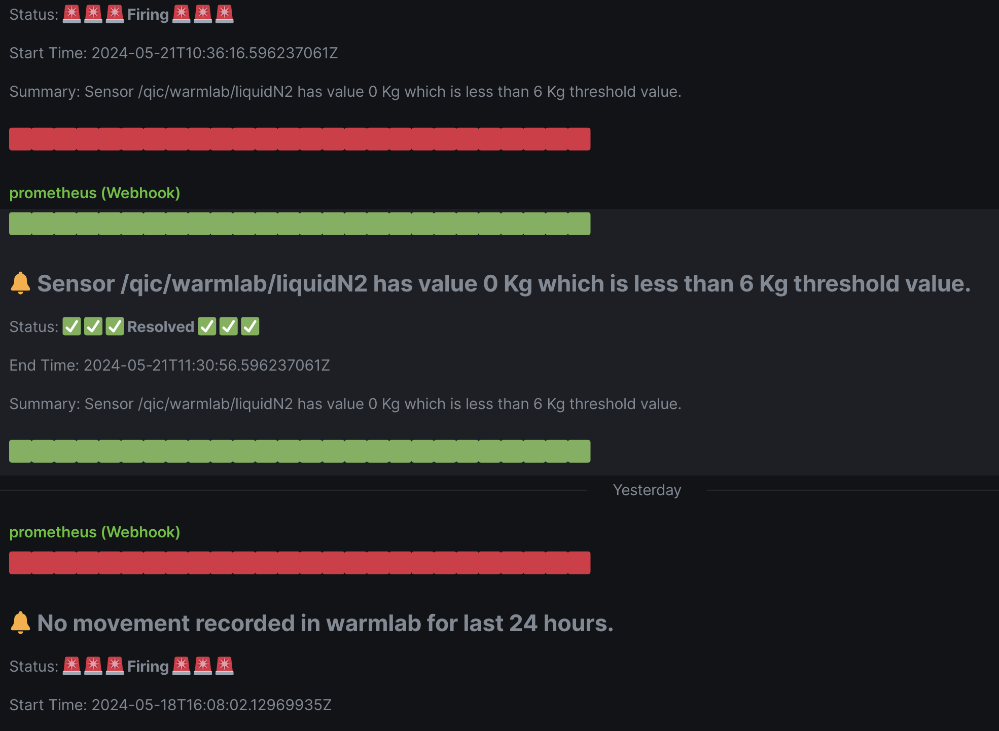 Status: 🚨🚨🚨 Firing 🚨🚨🚨
Start Time: 2024-05-21T10:36:16.596237061Z
Summary: Sensor /qic/warmlab/liquidN2 has value 0 Kg which is less than 6 Kg threshold value.
prometheus (Webhook)
🔔 Sensor /qic/warmlab/liquidN2 has value 0 Kg which is less than 6 Kg threshold value.
Status: ✅✅✅ Resolved ✅✅✅
End Time: 2024-05-21T11:30:56.596237061Z
Summary: Sensor /qic/warmlab/liquidN2 has value 0 Kg which is less than 6 Kg threshold value.
Yesterday
prometheus (Webhook)
🔔 No movement recorded in warmlab for last 24 hours.
Status: 🚨🚨🚨 Firing 🚨🚨🚨
Start Time: 2024-05-18T16:08:02.12969935Z